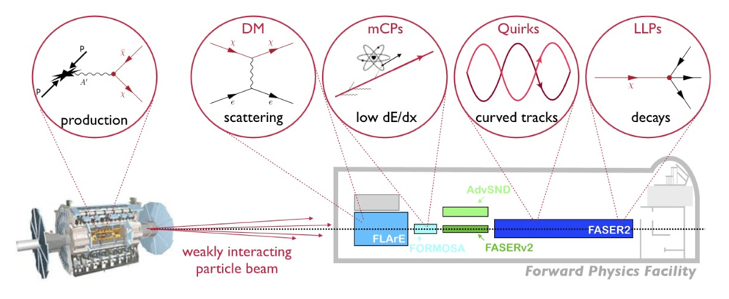 DM
mCPs
Quirks
LLPs
p
p
A'
χ̄
χ
production
χ
χ
e
e
scattering
low dE/dx
curved tracks
χ
decays
weakly interacting
particle beam
FLArE
FORMOSA
AdvSND
FASERν2
FASER2
Forward Physics Facility